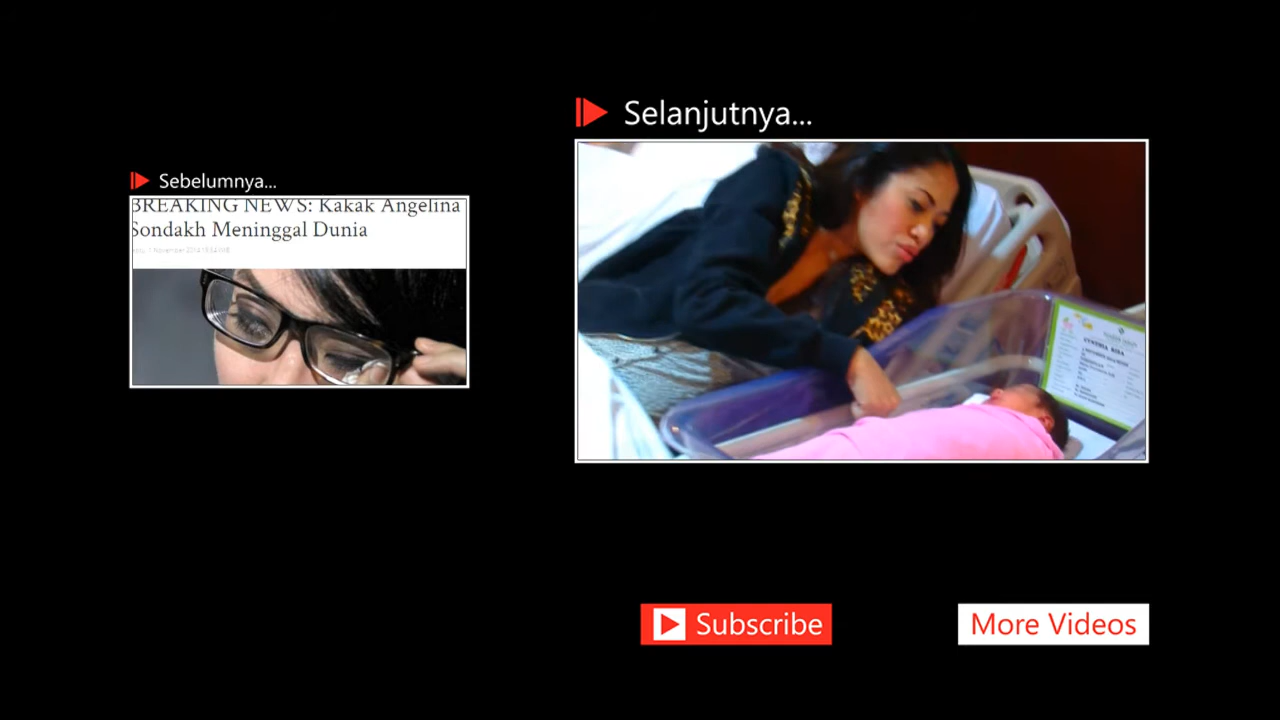 Selanjutnya...
Sebelumnya...
BREAKING NEWS: Kakak Angelina
Sondakh Meninggal Dunia
Subscribe
More Videos